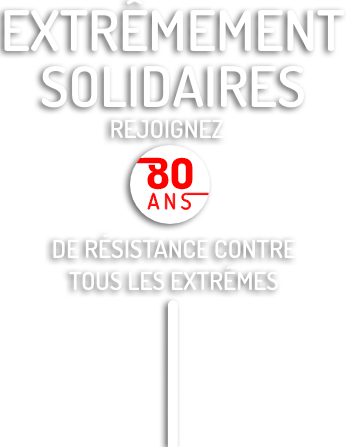 EXTRÊMEMENT
SOLIDAIRES
REJOIGNEZ
80
ANS
DE RÉSISTANCE CONTRE
TOUS LES EXTRÊMES